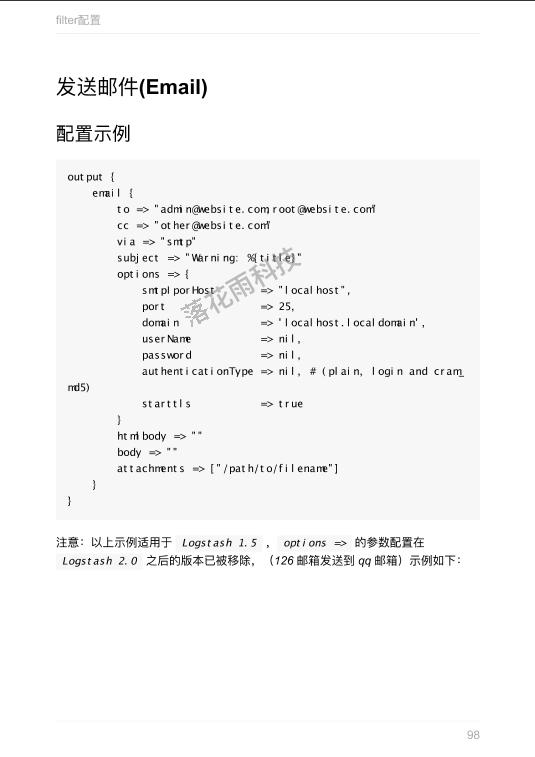 filter配置
发送邮件(Email)
配置示例
output {
    email {
        to => "admin@website.com,root@website.com"
        cc => "other@website.com"
        via => "smtp"
        subject => "Warning: %{title}"
        options => {
            smtpIporHost       => "localhost",
            port               => 25,
            domain             => 'localhost.localdomain',
            userName           => nil,
            password           => nil,
            authenticationType => nil, # (plain, login and cram_
md5)
            starttls           => true
        }
        htmlbody => ""
        body => ""
        attachments => ["/path/to/filename"]
    }
}
落花雨科技
注意：以上示例适用于 Logstash 1.5 ， options => 的参数配置在
Logstash 2.0 之后的版本已被移除，（126 邮箱发送到 qq 邮箱）示例如下：
98